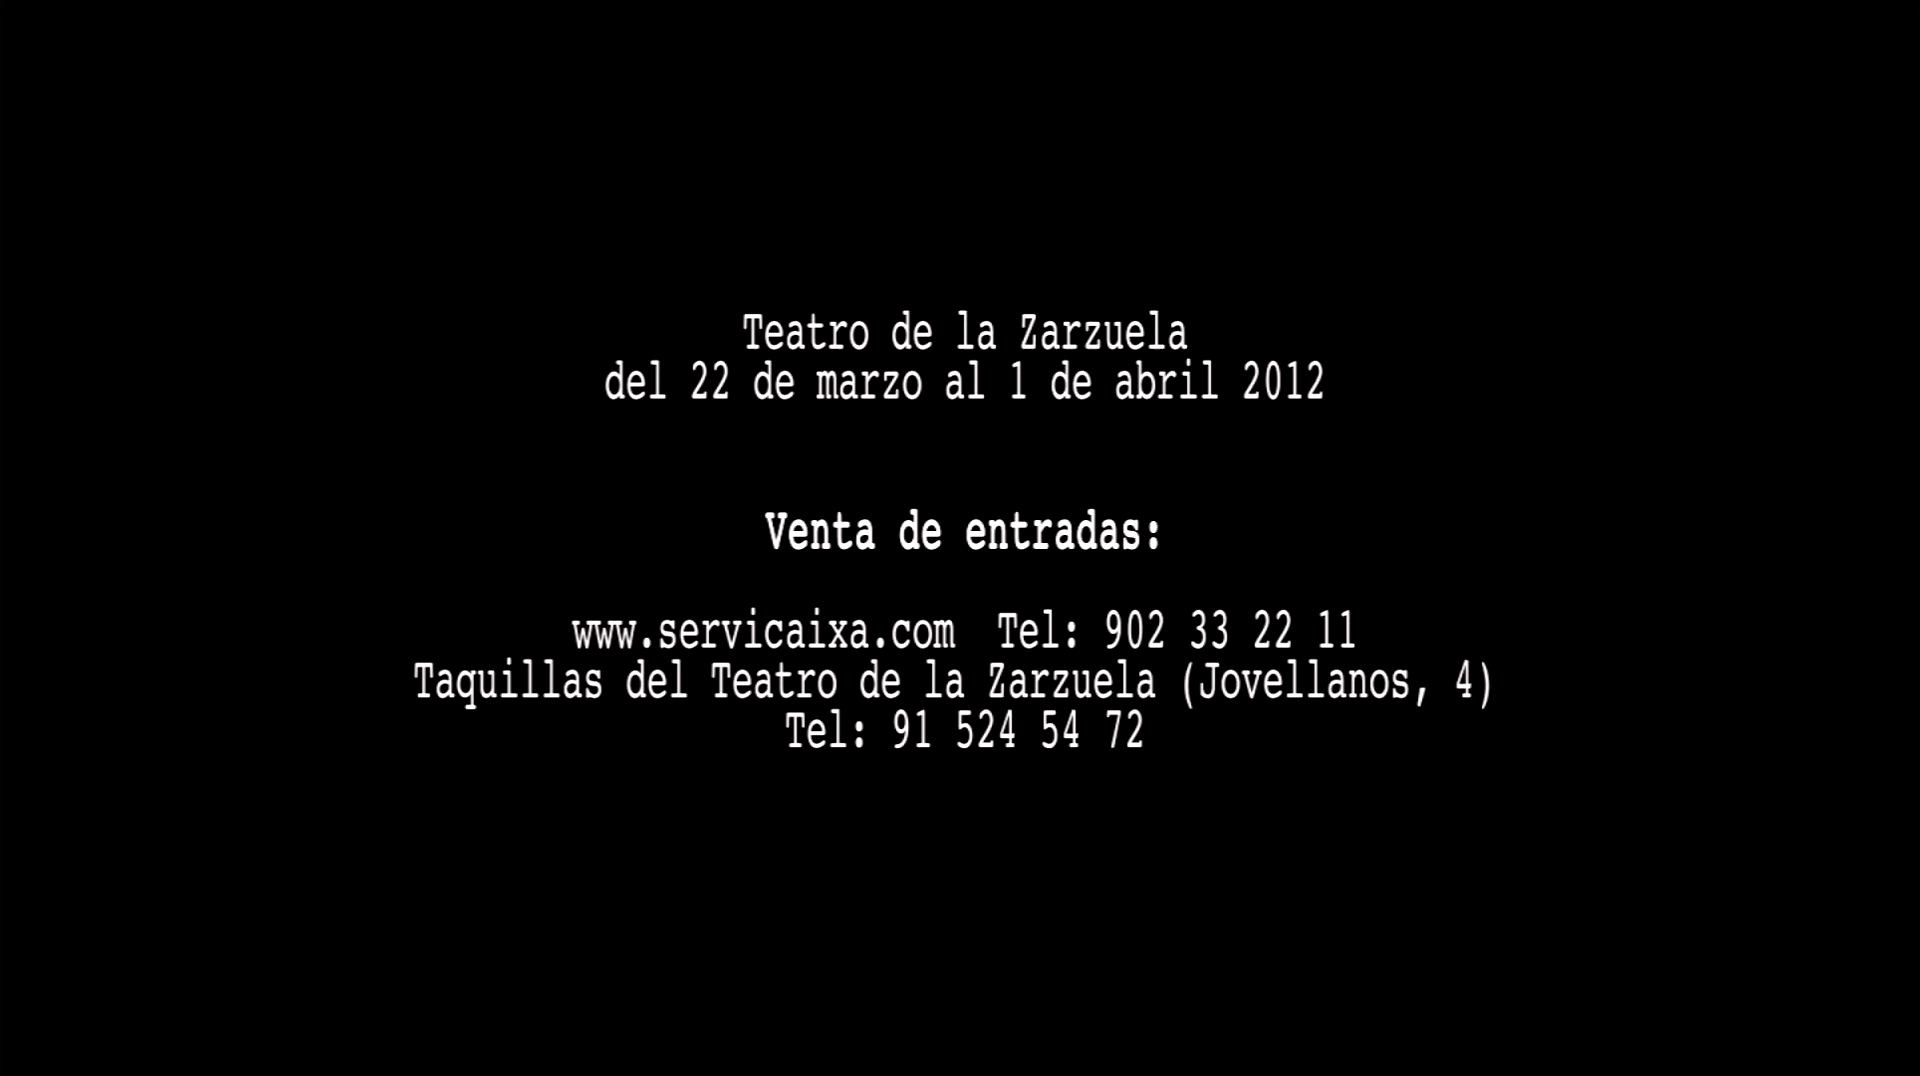 Teatro de la Zarzuela
del 22 de marzo al 1 de abril 2012
Venta de entradas:
www.servicaixa.com  Tel: 902 33 22 11
Taquillas del Teatro de la Zarzuela (Jovellanos, 4)
Tel: 91 524 54 72